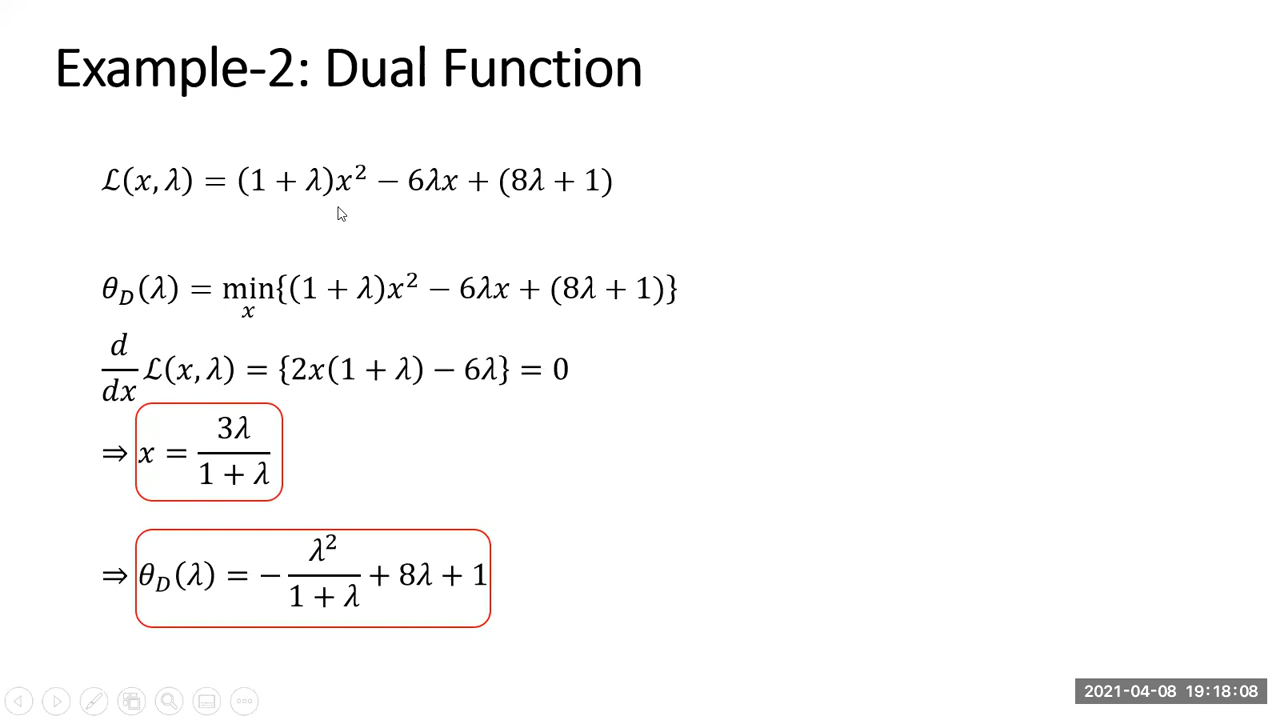 Example-2: Dual Function
ℒ(x, λ) = (1 + λ)x² − 6λx + (8λ + 1)
θ_D(λ) = min_x{(1 + λ)x² − 6λx + (8λ + 1)}
d/dx ℒ(x, λ) = {2x(1 + λ) − 6λ} = 0
⇒ x = 3λ/(1 + λ)
⇒ θ_D(λ) = − λ²/(1 + λ) + 8λ + 1
2021-04-08 19:18:08